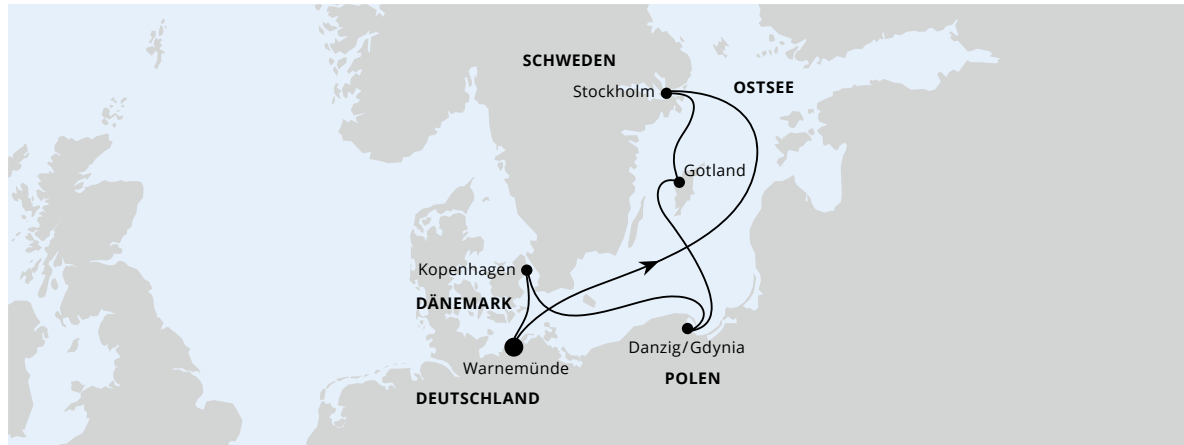 SCHWEDEN
Stockholm
OSTSEE
Gotland
Kopenhagen
DÄNEMARK
Danzig/Gdynia
Warnemünde
POLEN
DEUTSCHLAND